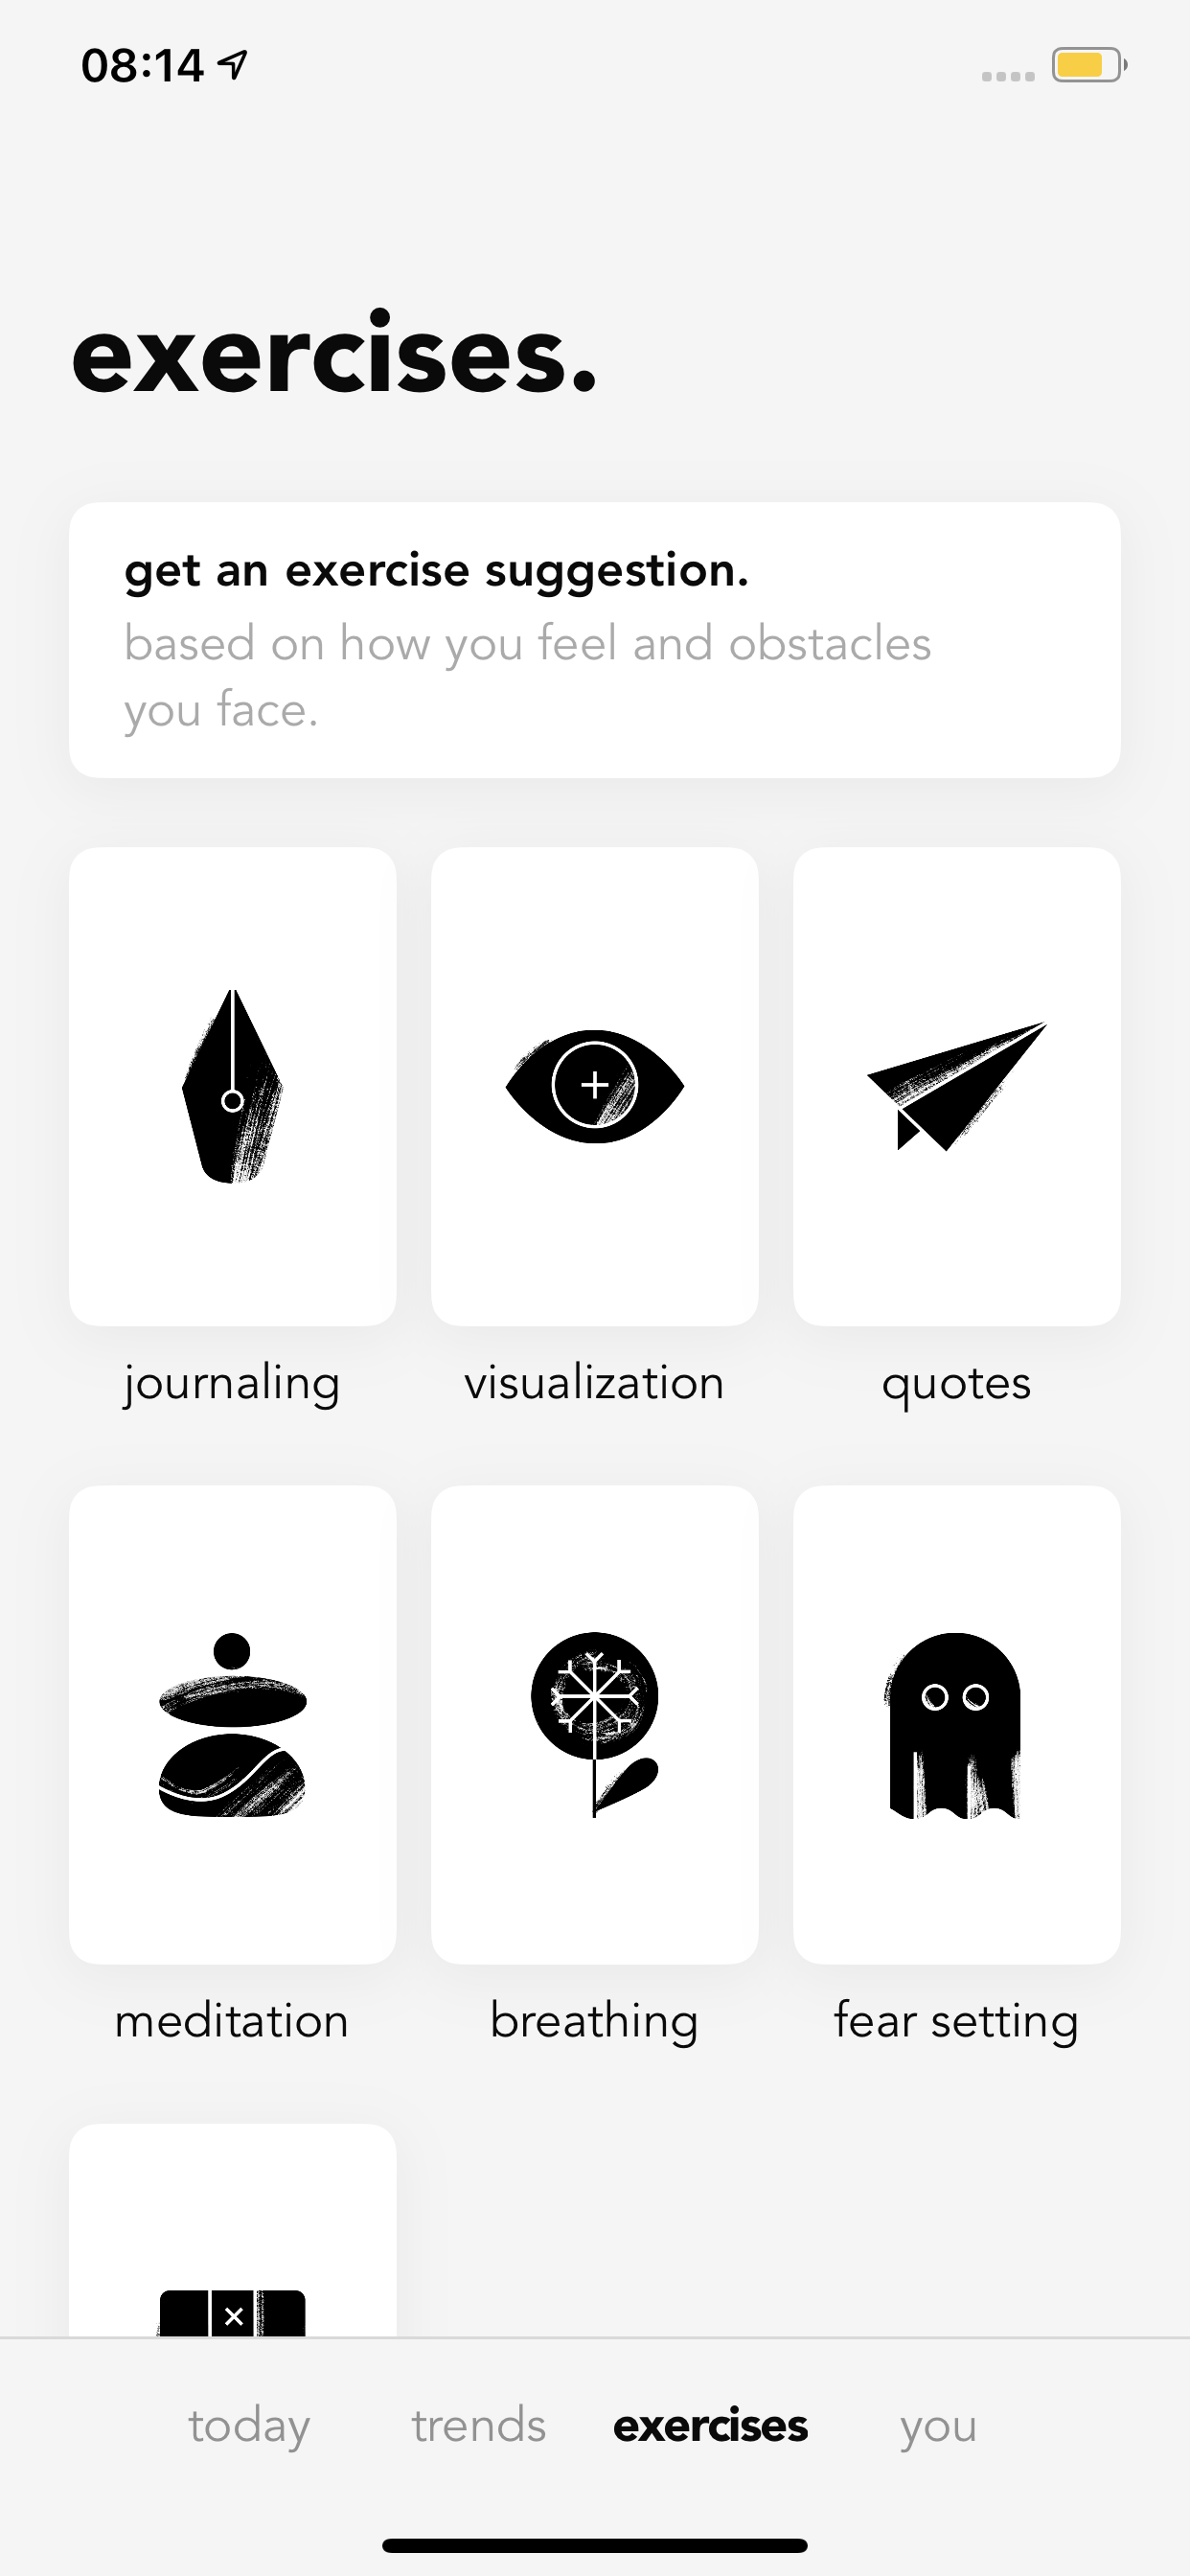 08:14
exercises.
get an exercise suggestion.
based on how you feel and obstacles
you face.
journaling visualization quotes
meditation breathing fear setting
today trends exercises you